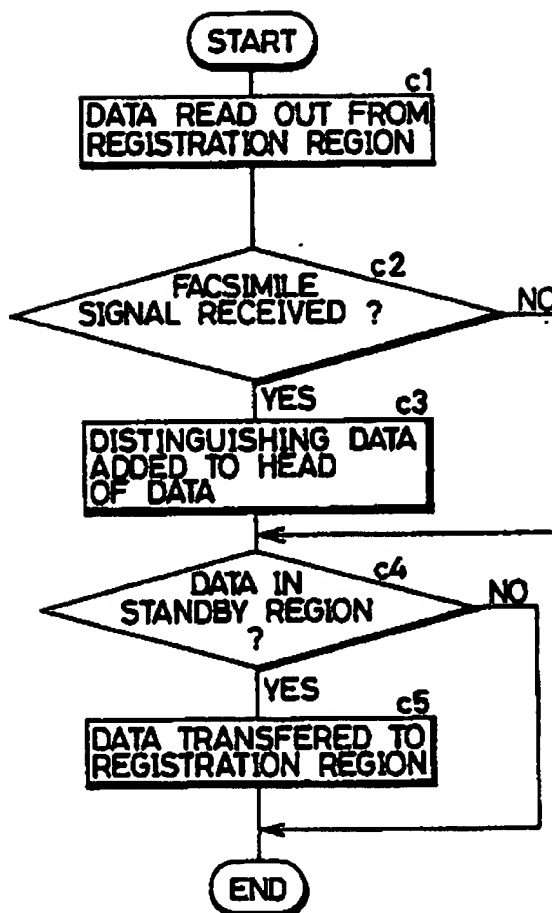 START
c1
DATA READ OUT FROM
REGISTRATION REGION
c2
FACSIMILE
SIGNAL RECEIVED ?
NO
YES
c3
DISTINGUISHING DATA
ADDED TO HEAD
OF DATA
c4
DATA IN
STANDBY REGION
?
NO
YES
c5
DATA TRANSFERED TO
REGISTRATION REGION
END